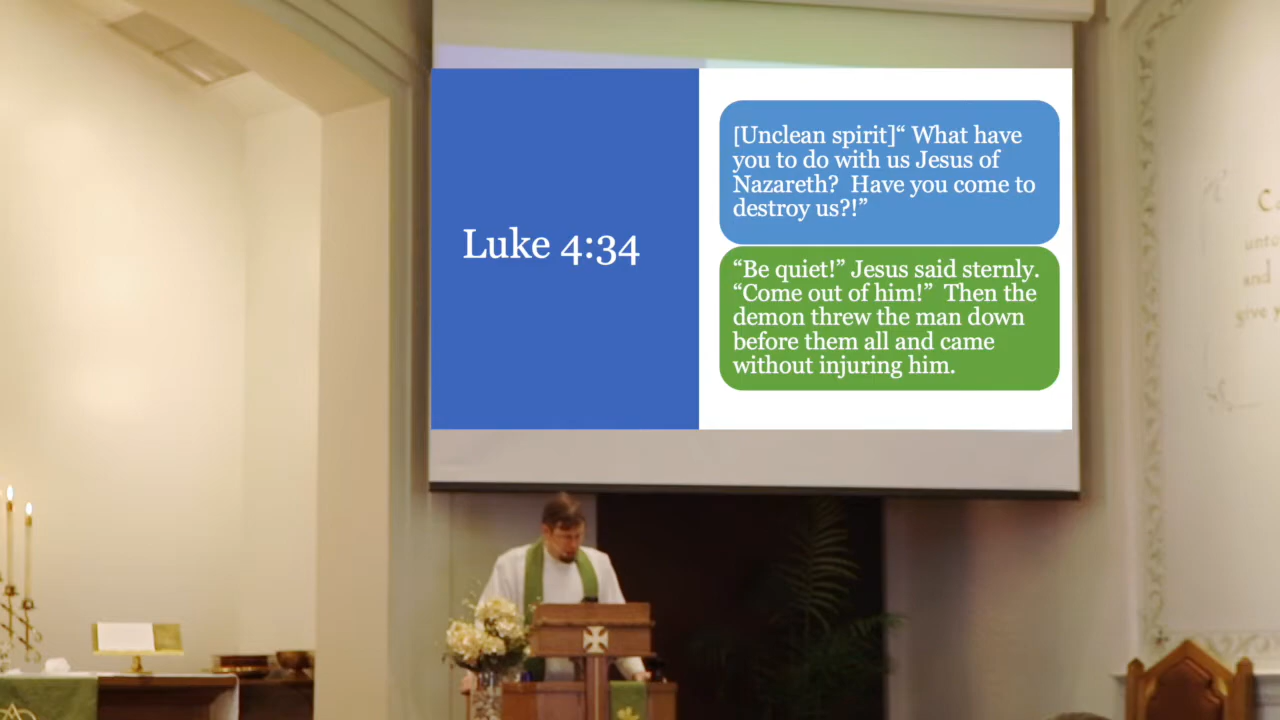 Luke 4:34
[Unclean spirit]“ What have
you to do with us Jesus of
Nazareth?  Have you come to
destroy us?!”
“Be quiet!” Jesus said sternly.
“Come out of him!”  Then the
demon threw the man down
before them all and came
without injuring him.
and
give